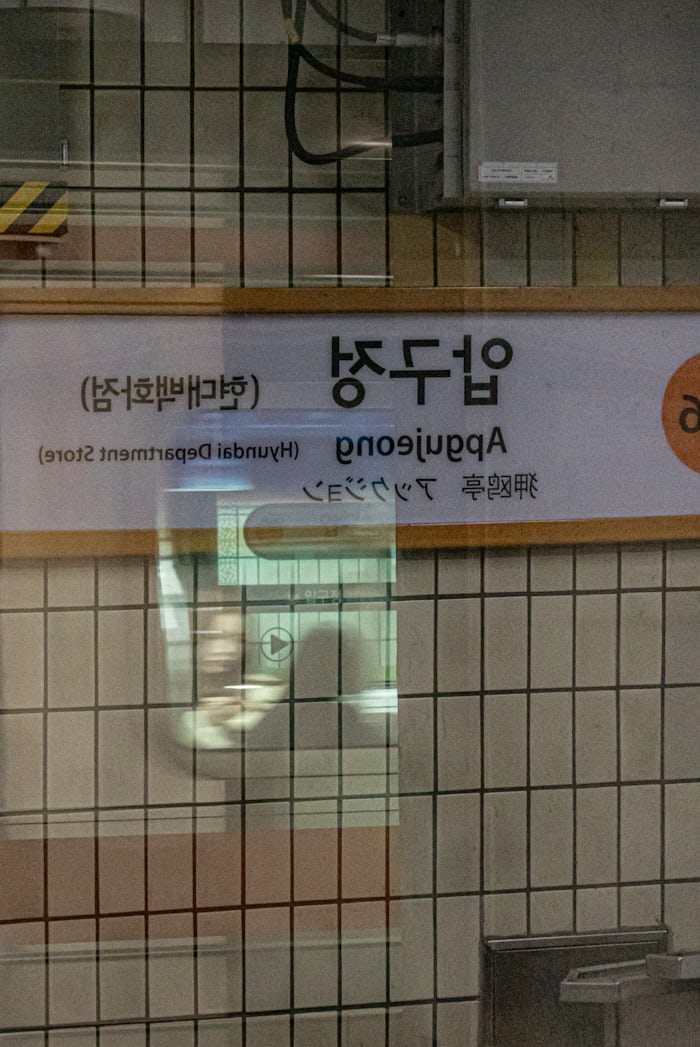 압구정
(현대백화점)
Apgujeong
(Hyundai Department Store)
狎鷗亭 アックジョン